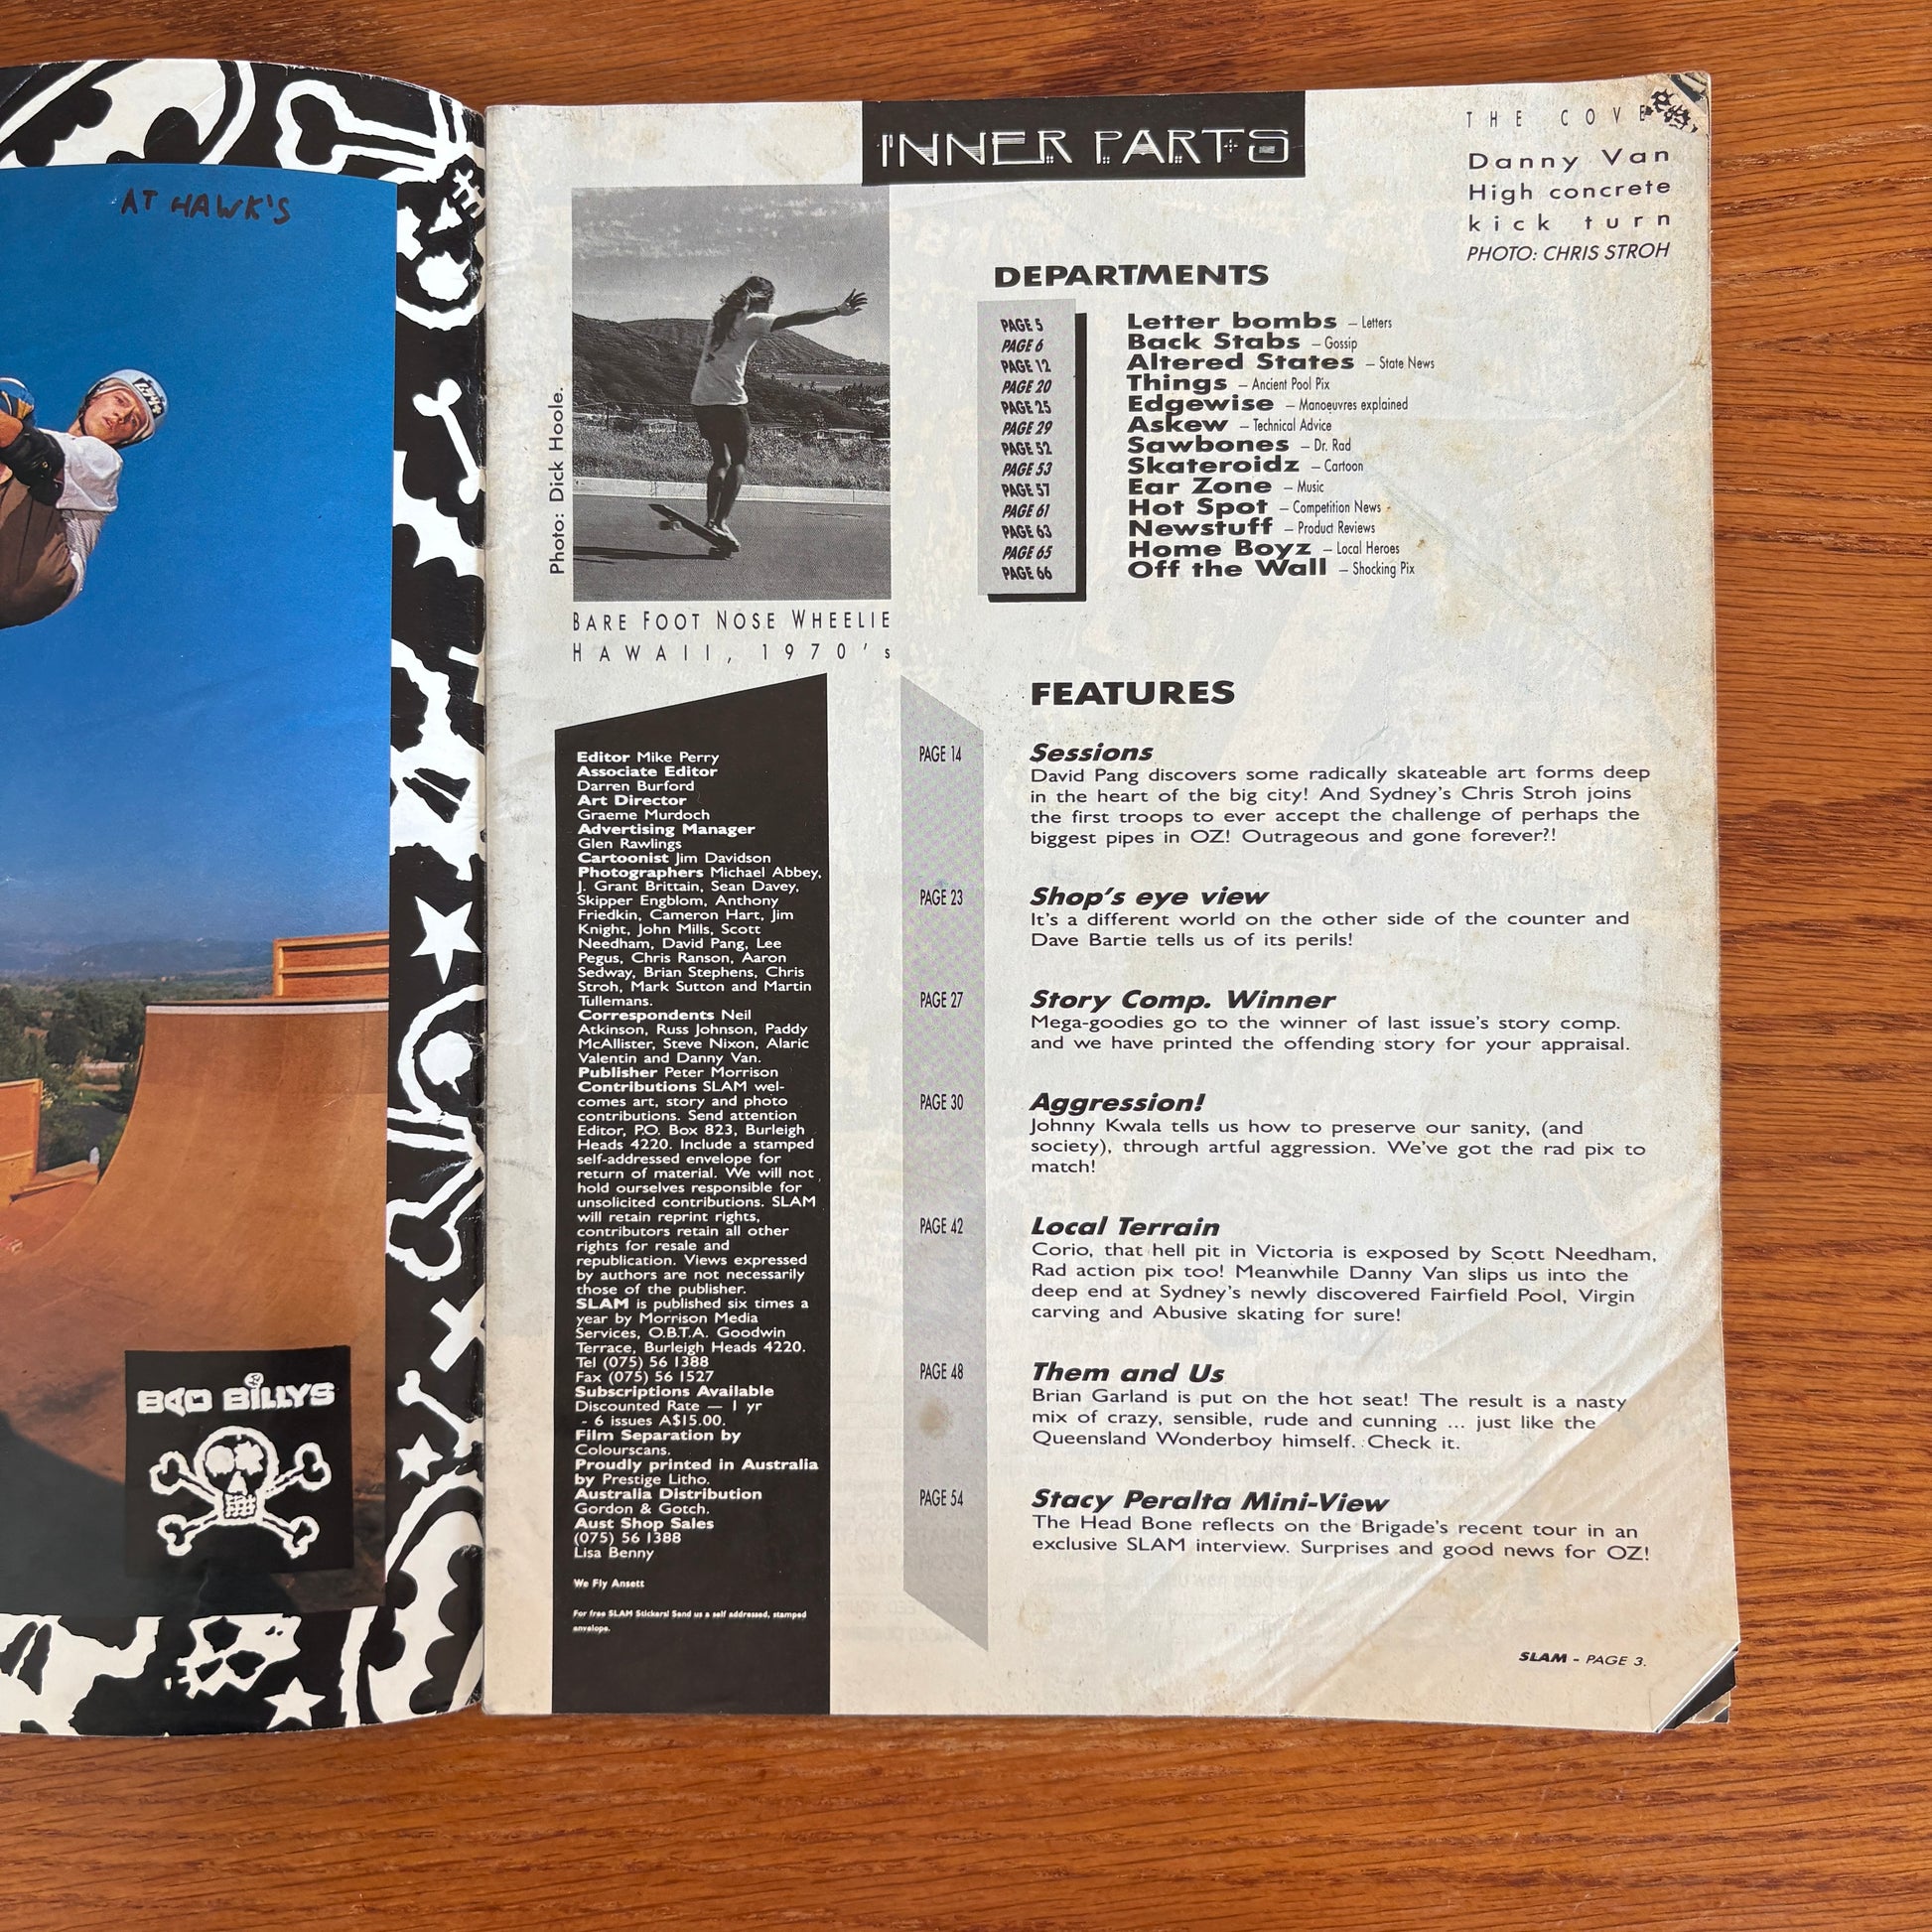 AT HAWK'S
BAD BILLYS
INNER PARTS
THE COVE
Danny Van
High concrete
kick turn
PHOTO: CHRIS STROH
Photo: Dick Hoole.
BARE FOOT NOSE WHEELIE
HAWAII, 1970's
DEPARTMENTS
PAGE 5 Letter bombs – Letters
PAGE 6 Back Stabs – Gossip
PAGE 12 Altered States – State News
PAGE 20 Things – Ancient Pool Pix
PAGE 25 Edgewise – Manoeuvres explained
PAGE 29 Askew – Technical Advice
PAGE 52 Sawbones – Dr. Rad
PAGE 53 Skateroidz – Cartoon
PAGE 57 Ear Zone – Music
PAGE 61 Hot Spot – Competition News
PAGE 63 Newstuff – Product Reviews
PAGE 65 Home Boyz – Local Heroes
PAGE 66 Off the Wall – Shocking Pix
Editor Mike Perry
Associate Editor
Darren Burford
Art Director
Graeme Murdoch
Advertising Manager
Glen Rawlings
Cartoonist Jim Davidson
Photographers Michael Abbey,
J. Grant Brittain, Sean Davey,
Skipper Engblom, Anthony
Friedkin, Cameron Hart, Jim
Knight, John Mills, Scott
Needham, David Pang, Lee
Pegus, Chris Ranson, Aaron
Sedway, Brian Stephens, Chris
Stroh, Mark Sutton and Martin
Tullemans.
Correspondents Neil
Atkinson, Russ Johnson, Paddy
McAllister, Steve Nixon, Alaric
Valentin and Danny Van.
Publisher Peter Morrison
Contributions SLAM wel-
comes art, story and photo
contributions. Send attention
Editor, P.O. Box 823, Burleigh
Heads 4220. Include a stamped
self-addressed envelope for
return of material. We will not
hold ourselves responsible for
unsolicited contributions. SLAM
will retain reprint rights,
contributors retain all other
rights for resale and
republication. Views expressed
by authors are not necessarily
those of the publisher.
SLAM is published six times a
year by Morrison Media
Services, O.B.T.A. Goodwin
Terrace, Burleigh Heads 4220.
Tel (075) 56 1388
Fax (075) 56 1527
Subscriptions Available
Discounted Rate — 1 yr
- 6 issues A$15.00.
Film Separation by
Colourscans.
Proudly printed in Australia
by Prestige Litho.
Australia Distribution
Gordon & Gotch.
Aust Shop Sales
(075) 56 1388
Lisa Benny
We Fly Ansett
For free SLAM Stickers! Send us a self addressed, stamped
envelope.
FEATURES
PAGE 14 Sessions
David Pang discovers some radically skateable art forms deep
in the heart of the big city! And Sydney's Chris Stroh joins
the first troops to ever accept the challenge of perhaps the
biggest pipes in OZ! Outrageous and gone forever?!
PAGE 23 Shop's eye view
It's a different world on the other side of the counter and
Dave Bartie tells us of its perils!
PAGE 27 Story Comp. Winner
Mega-goodies go to the winner of last issue's story comp.
and we have printed the offending story for your appraisal.
PAGE 30 Aggression!
Johnny Kwala tells us how to preserve our sanity, (and
society), through artful aggression. We've got the rad pix to
match!
PAGE 42 Local Terrain
Corio, that hell pit in Victoria is exposed by Scott Needham,
Rad action pix too! Meanwhile Danny Van slips us into the
deep end at Sydney's newly discovered Fairfield Pool, Virgin
carving and Abusive skating for sure!
PAGE 48 Them and Us
Brian Garland is put on the hot seat! The result is a nasty
mix of crazy, sensible, rude and cunning ... just like the
Queensland Wonderboy himself. Check it.
PAGE 54 Stacy Peralta Mini-View
The Head Bone reflects on the Brigade's recent tour in an
exclusive SLAM interview. Surprises and good news for OZ!
SLAM - PAGE 3.